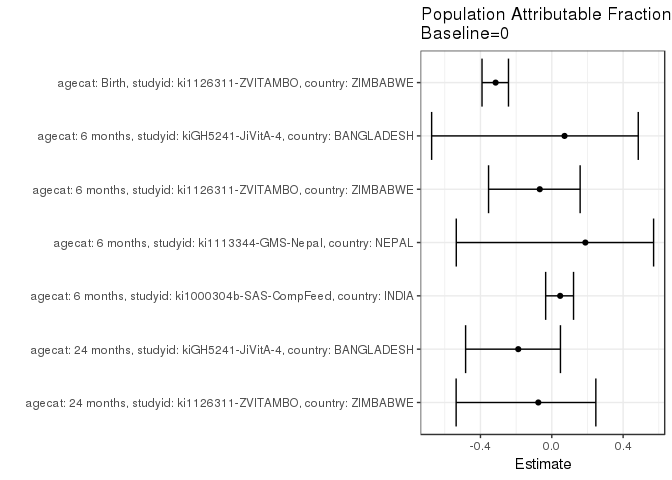 Population Attributable Fraction
Baseline=0
agecat: Birth, studyid: ki1126311-ZVITAMBO, country: ZIMBABWE
agecat: 6 months, studyid: kiGH5241-JiVitA-4, country: BANGLADESH
agecat: 6 months, studyid: ki1126311-ZVITAMBO, country: ZIMBABWE
agecat: 6 months, studyid: ki1113344-GMS-Nepal, country: NEPAL
agecat: 6 months, studyid: ki1000304b-SAS-CompFeed, country: INDIA
agecat: 24 months, studyid: kiGH5241-JiVitA-4, country: BANGLADESH
agecat: 24 months, studyid: ki1126311-ZVITAMBO, country: ZIMBABWE
-0.4 0.0 0.4
Estimate